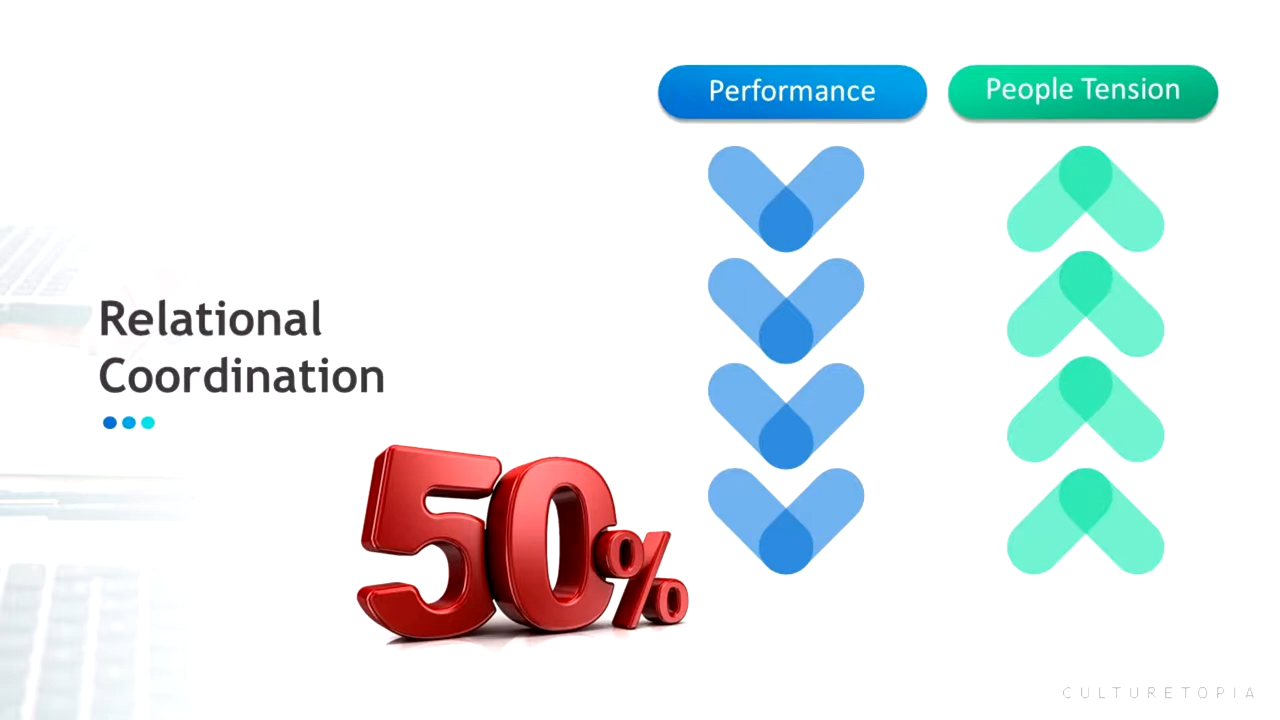 Performance
People Tension
Relational
Coordination
50%
CULTURETOPIA